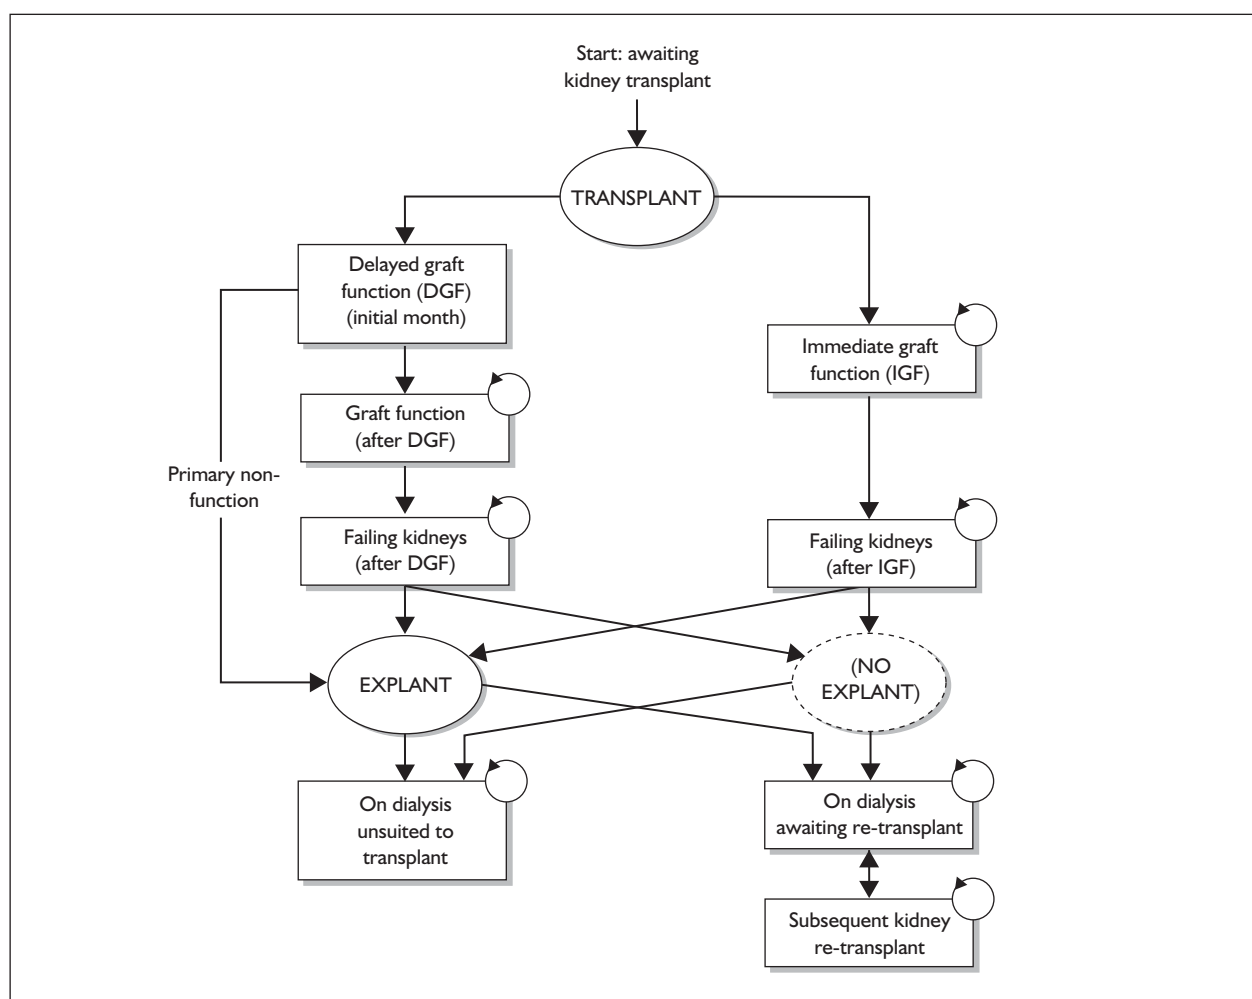 Start: awaiting
kidney transplant
TRANSPLANT
Delayed graft
function (DGF)
(initial month)
Immediate graft
function (IGF)
Graft function
(after DGF)
Primary non-
function
Failing kidneys
(after DGF)
Failing kidneys
(after IGF)
EXPLANT
(NO
EXPLANT)
On dialysis
unsuited to
transplant
On dialysis
awaiting re-transplant
Subsequent kidney
re-transplant